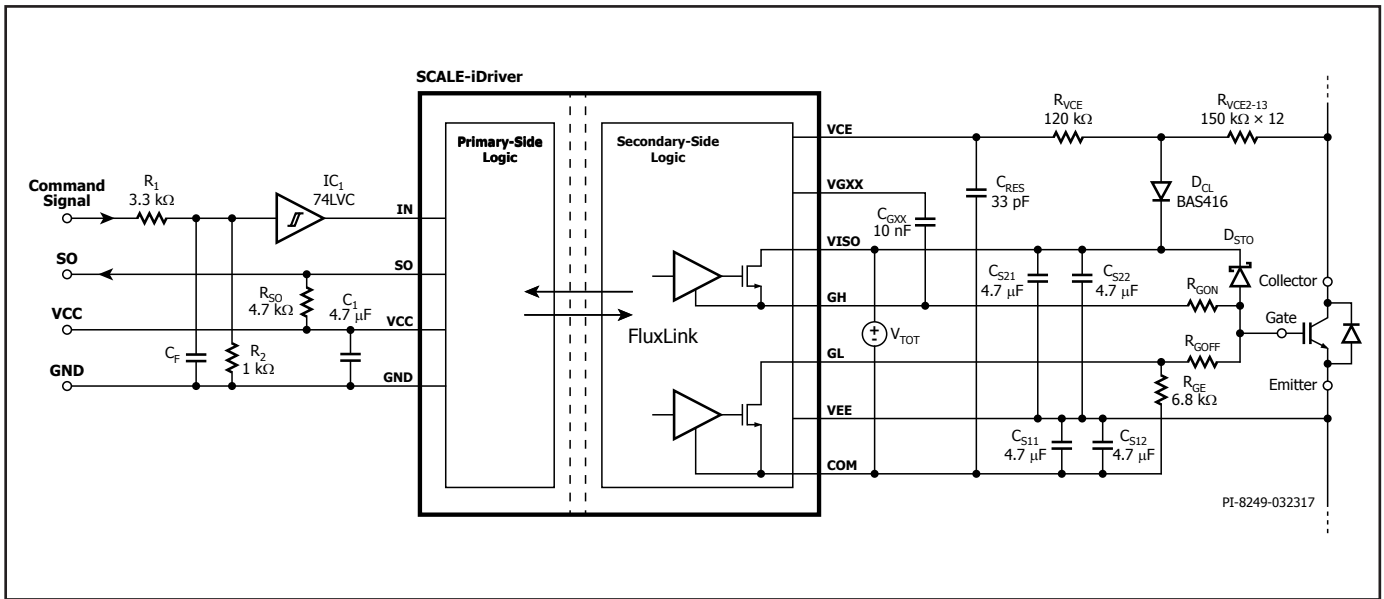 SCALE-iDriver
Primary-Side
Logic
Secondary-Side
Logic
FluxLink
Command
Signal
R1
3.3 kΩ
IC1
74LVC
IN
SO
SO
RSO
4.7 kΩ
C1
4.7 μF
VCC
VCC
CF
R2
1 kΩ
GND
GND
VCE
VGXX
VISO
GH
GL
VEE
COM
RVCE
120 kΩ
RVCE2-13
150 kΩ × 12
CRES
33 pF
DCL
BAS416
CGXX
10 nF
DSTO
CS21
4.7 μF
CS22
4.7 μF
RGON
Collector
Gate
VTOT
RGOFF
RGE
6.8 kΩ
Emitter
CS11
4.7 μF
CS12
4.7 μF
PI-8249-032317